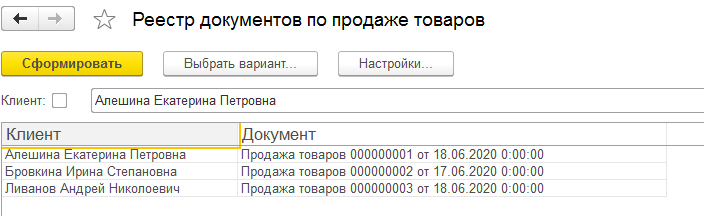 Реестр документов по продаже товаров
Сформировать Выбрать вариант... Настройки...
Клиент: Алешина Екатерина Петровна
Клиент Документ
Алешина Екатерина Петровна Продажа товаров 000000001 от 18.06.2020 0:00:00
Бровкина Ирина Степановна Продажа товаров 000000002 от 17.06.2020 0:00:00
Ливанов Андрей Николоевич Продажа товаров 000000003 от 18.06.2020 0:00:00